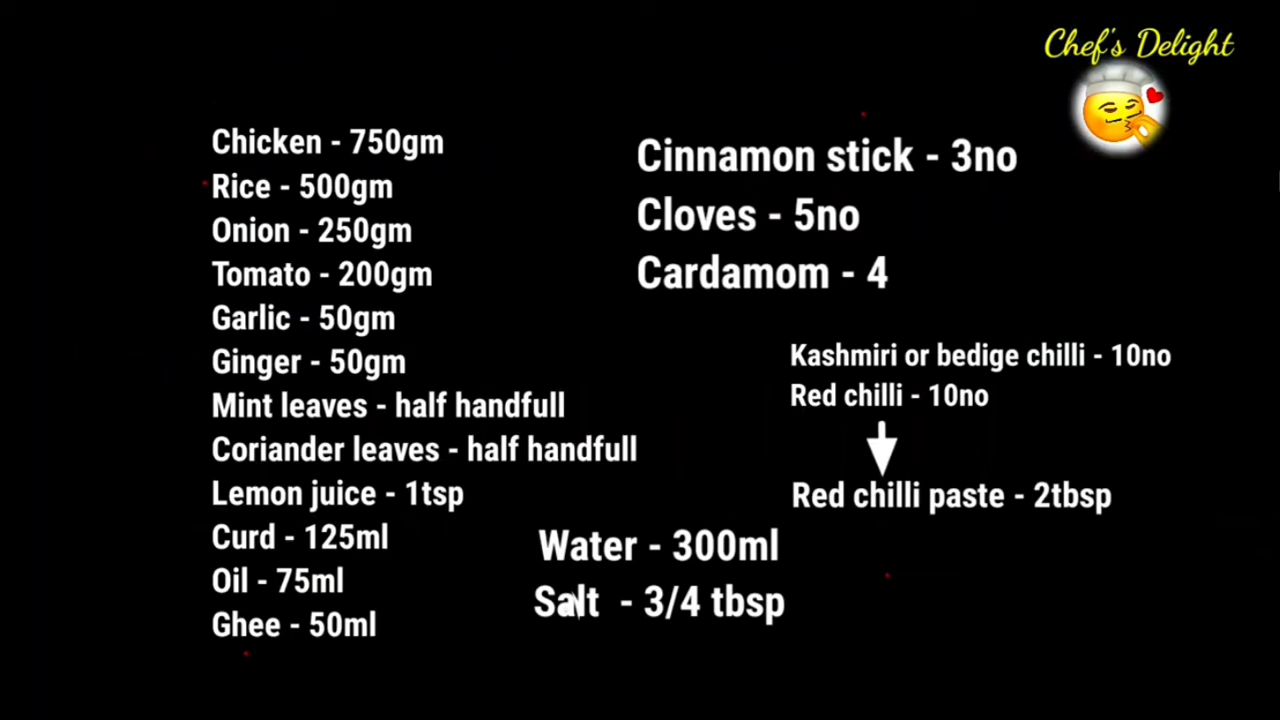 Chef's Delight
Chicken - 750gm
Rice - 500gm
Onion - 250gm
Tomato - 200gm
Garlic - 50gm
Ginger - 50gm
Mint leaves - half handfull
Coriander leaves - half handfull
Lemon juice - 1tsp
Curd - 125ml
Oil - 75ml
Ghee - 50ml
Cinnamon stick - 3no
Cloves - 5no
Cardamom - 4
Kashmiri or bedige chilli - 10no
Red chilli - 10no
Red chilli paste - 2tbsp
Water - 300ml
Salt - 3/4 tbsp